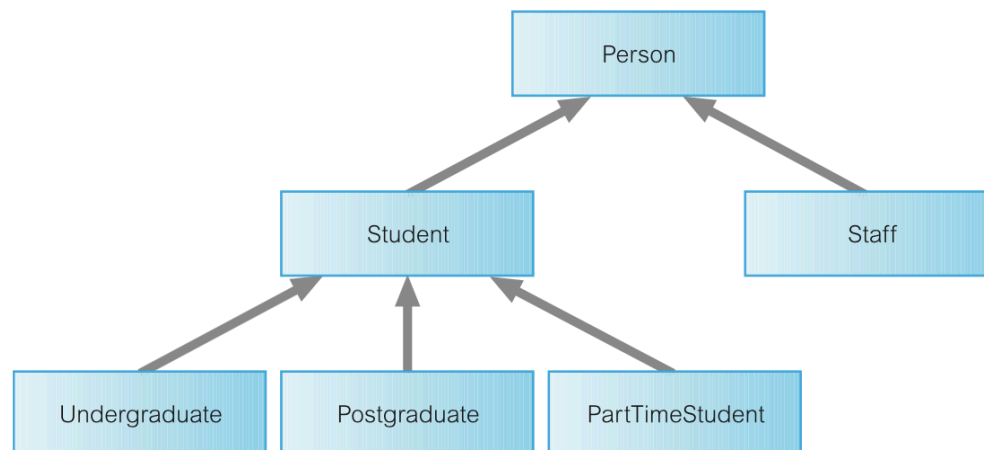 Person
Student
Staff
Undergraduate
Postgraduate
PartTimeStudent